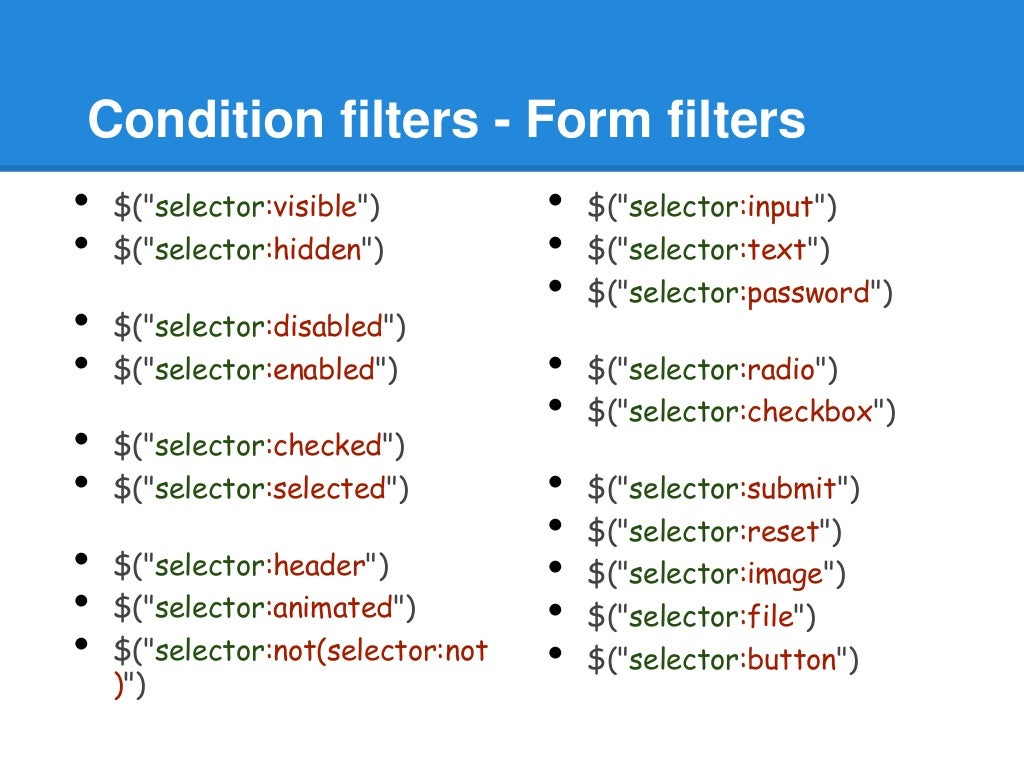 Condition filters - Form filters
• $("selector:visible")
• $("selector:hidden")
• $("selector:disabled")
• $("selector:enabled")
• $("selector:checked")
• $("selector:selected")
• $("selector:header")
• $("selector:animated")
• $("selector:not(selector:not
)")
• $("selector:input")
• $("selector:text")
• $("selector:password")
• $("selector:radio")
• $("selector:checkbox")
• $("selector:submit")
• $("selector:reset")
• $("selector:image")
• $("selector:file")
• $("selector:button")